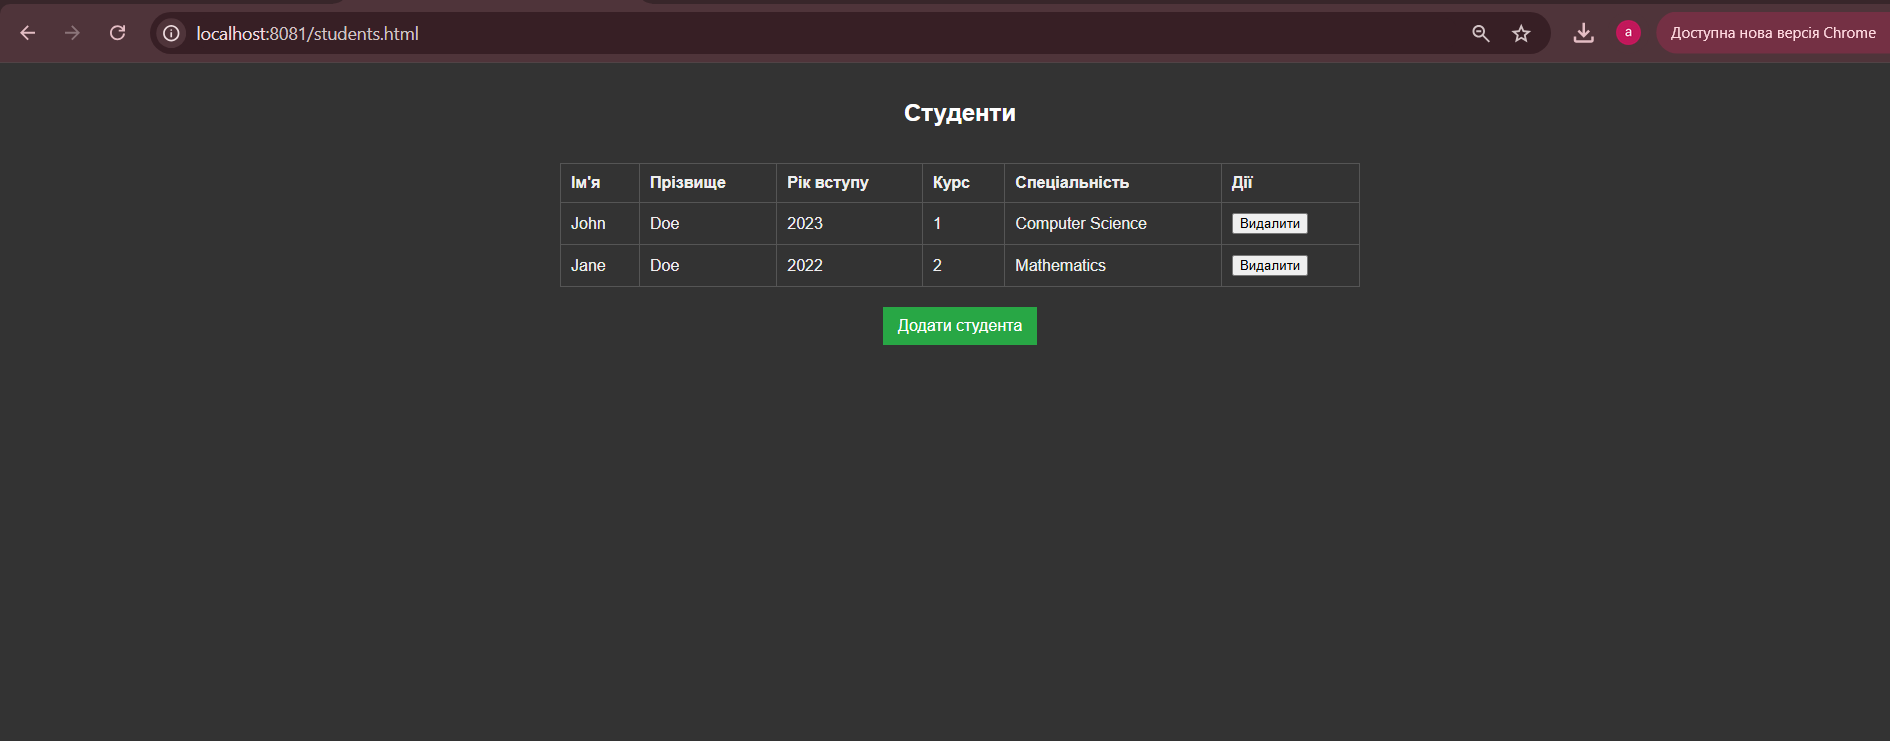 localhost:8081/students.html
a
Доступна нова версія Chrome
Студенти
Ім'я Прізвище Рік вступу Курс Спеціальність Дії
John Doe 2023 1 Computer Science Видалити
Jane Doe 2022 2 Mathematics Видалити
Додати студента